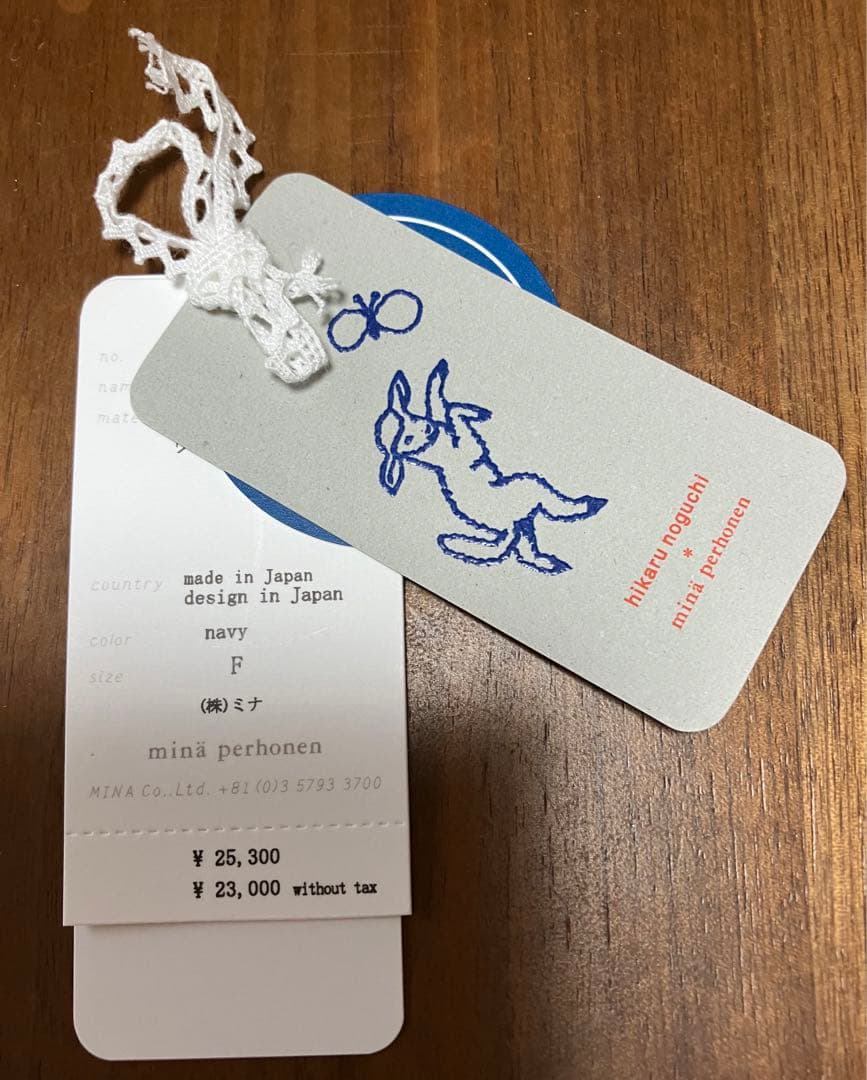 no.
country made in Japan
design in Japan
color navy
size F
(株)ミナ
minä perhonen
MINA Co.,Ltd. +81(0)3 5793 3700
¥ 25,300
¥ 23,000 without tax
hikaru noguchi
*
minä perhonen